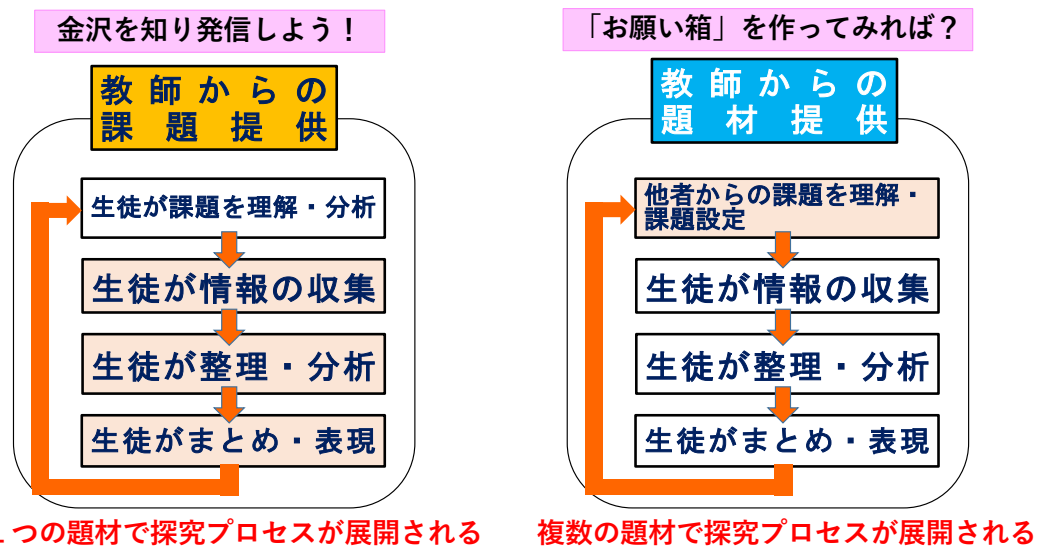 金沢を知り発信しよう！
教師からの
課題提供
生徒が課題を理解・分析
生徒が情報の収集
生徒が整理・分析
生徒がまとめ・表現
１つの題材で探究プロセスが展開される
「お願い箱」を作ってみれば？
教師からの
題材提供
他者からの課題を理解・
課題設定
生徒が情報の収集
生徒が整理・分析
生徒がまとめ・表現
複数の題材で探究プロセスが展開される